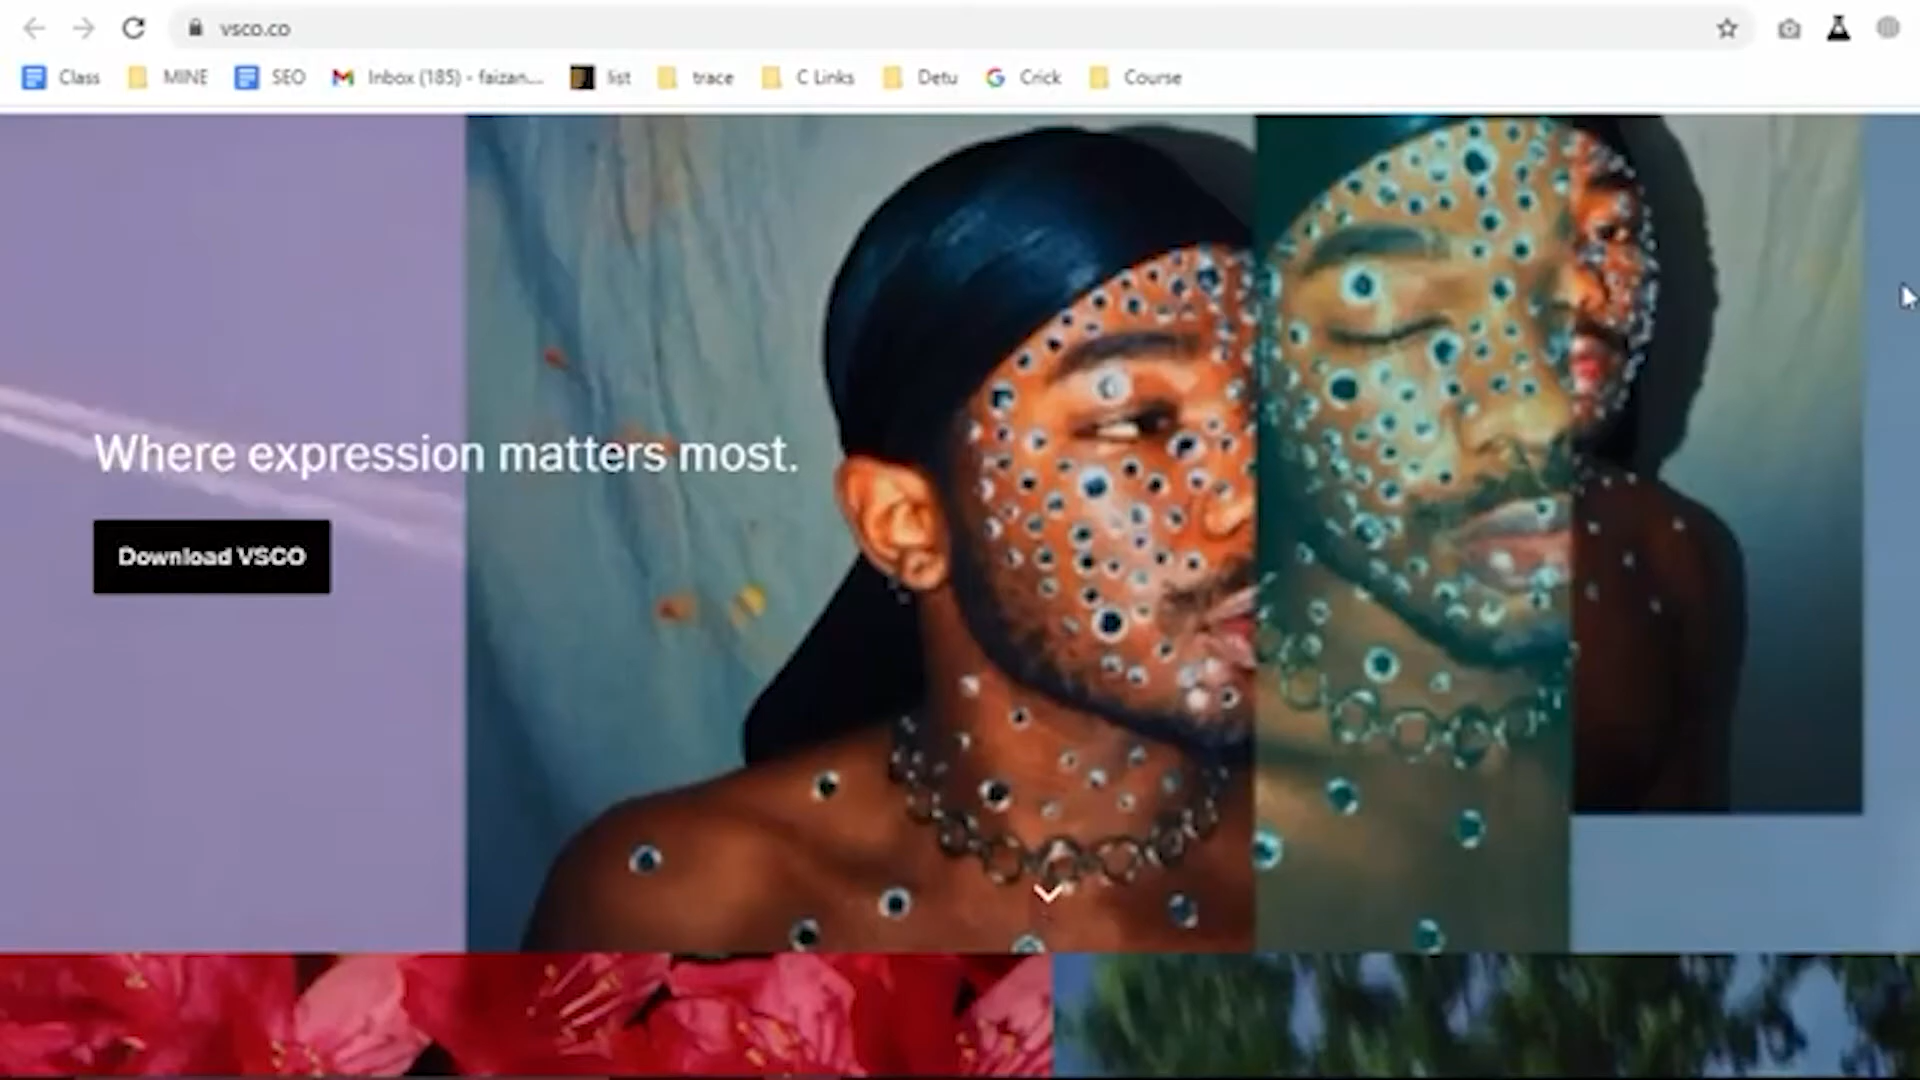 vsco.co
Class MINE SEO Inbox (185) - faizan... list trace C Links Detu Crick Course
Where expression matters most.
Download VSCO